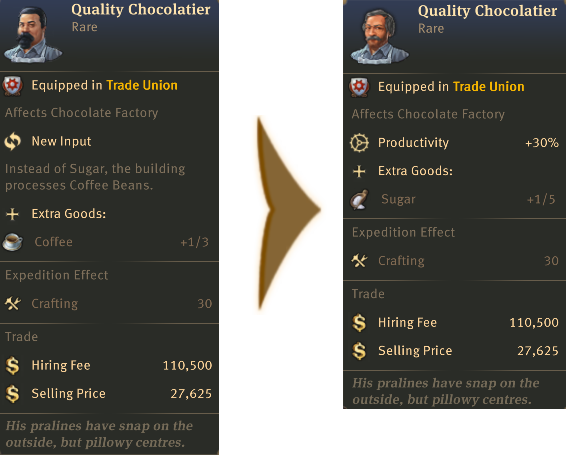 Quality Chocolatier
Rare
Equipped in Trade Union
Affects Chocolate Factory
New Input
Instead of Sugar, the building
processes Coffee Beans.
Extra Goods:
Coffee +1/3
Expedition Effect
Crafting 30
Trade
Hiring Fee 110,500
Selling Price 27,625
His pralines have snap on the
outside, but pillowy centres.
Quality Chocolatier
Rare
Equipped in Trade Union
Affects Chocolate Factory
Productivity +30%
Extra Goods:
Sugar +1/5
Expedition Effect
Crafting 30
Trade
Hiring Fee 110,500
Selling Price 27,625
His pralines have snap on the
outside, but pillowy centres.